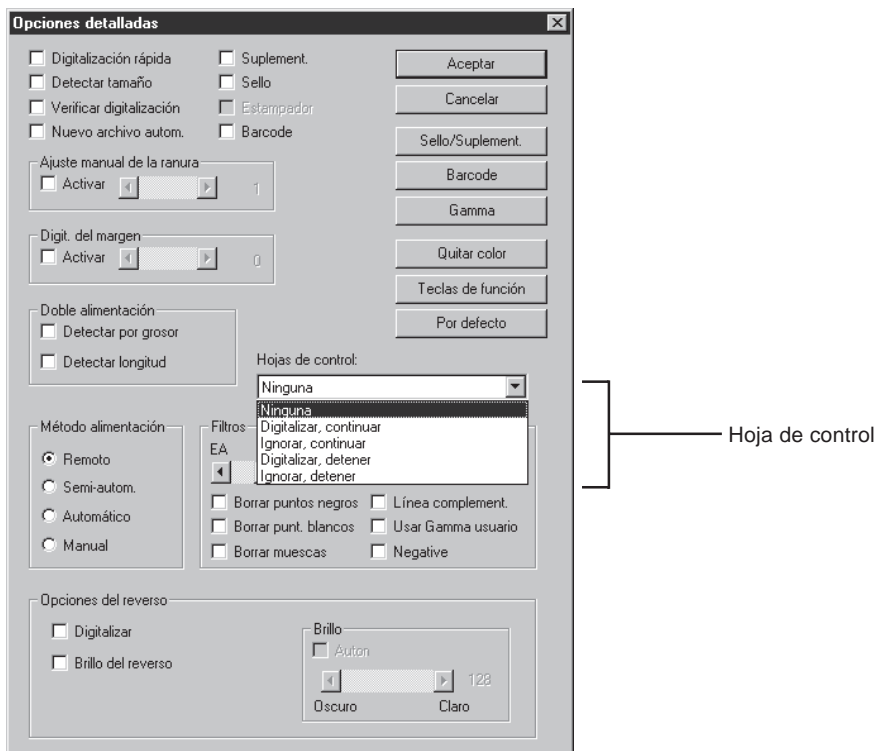 Opciones detalladas
Digitalización rápida
Detectar tamaño
Verificar digitalización
Nuevo archivo autom.
Suplement.
Sello
Estampador
Barcode
Aceptar
Cancelar
Sello/Suplement.
Barcode
Gamma
Quitar color
Teclas de función
Por defecto
Ajuste manual de la ranura
Activar
1
Digit. del margen
Activar
0
Doble alimentación
Detectar por grosor
Detectar longitud
Hojas de control:
Ninguna
Ninguna
Digitalizar, continuar
Ignorar, continuar
Digitalizar, detener
Ignorar, detener
Hoja de control
Método alimentación
Remoto
Semi-autom.
Automático
Manual
Filtros
EA
Borrar puntos negros
Borrar punt. blancos
Borrar muescas
Línea complement.
Usar Gamma usuario
Negative
Opciones del reverso
Digitalizar
Brillo del reverso
Brillo
Auton
128
Oscuro Claro